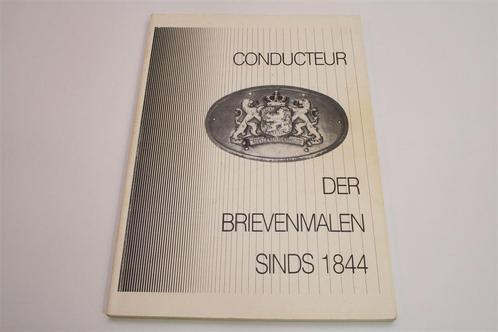 CONDUCTEUR
DER
BRIEVENMALEN
SINDS 1844